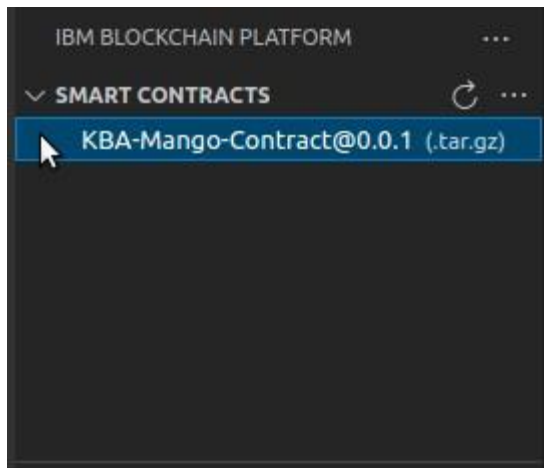 IBM BLOCKCHAIN PLATFORM
SMART CONTRACTS
KBA-Mango-Contract@0.0.1 (.tar.gz)